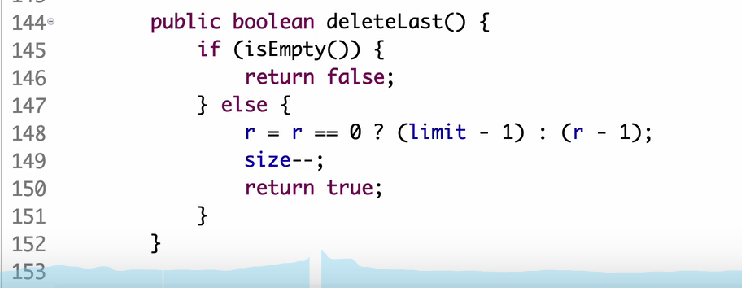 144 public boolean deleteLast() {
145 if (isEmpty()) {
146 return false;
147 } else {
148 r = r == 0 ? (limit - 1) : (r - 1);
149 size--;
150 return true;
151 }
152 }
153